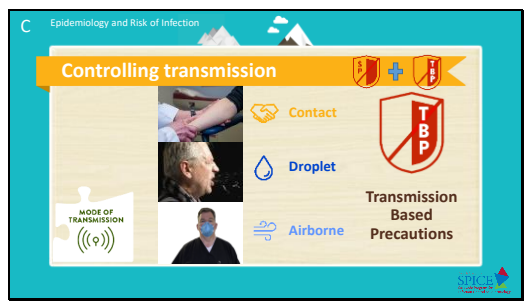 C
Epidemiology and Risk of Infection
Controlling transmission
SP
TBP
Contact
Droplet
Airborne
TBP
Transmission
Based
Precautions
MODE OF
TRANSMISSION
SPICE